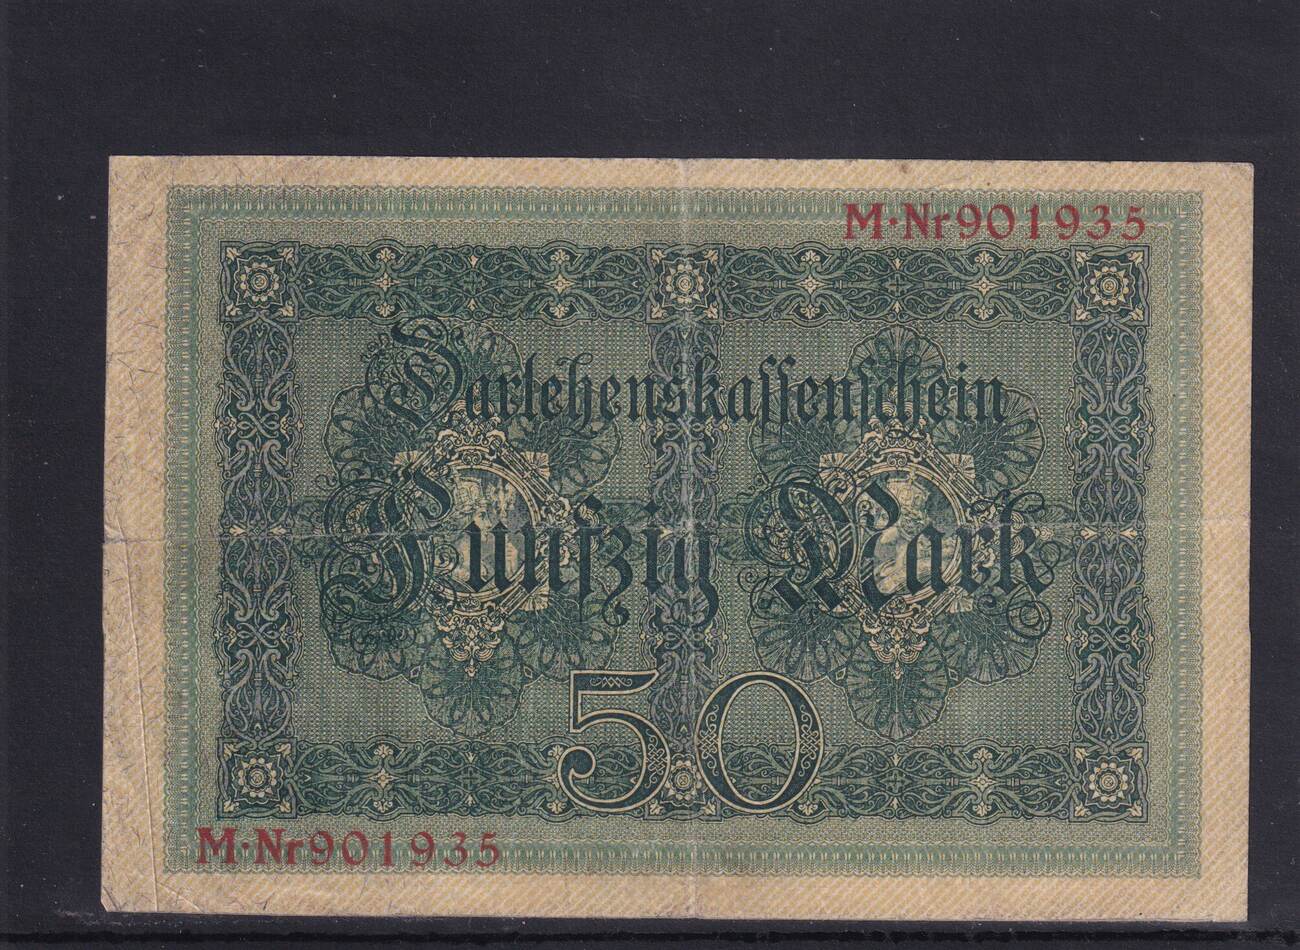 M·Nr901935
Darlehenskassenschein
Fünfzig Mark
50
M·Nr901935